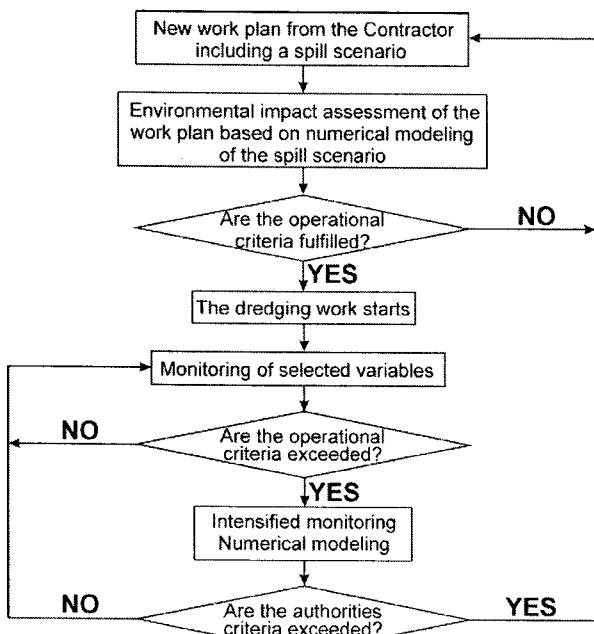 New work plan from the Contractor
including a spill scenario
Environmental impact assessment of the
work plan based on numerical modeling
of the spill scenario
Are the operational
criteria fulfilled?
NO
YES
The dredging work starts
Monitoring of selected variables
NO
Are the operational
criteria exceeded?
YES
Intensified monitoring
Numerical modeling
NO
Are the authorities
criteria exceeded?
YES